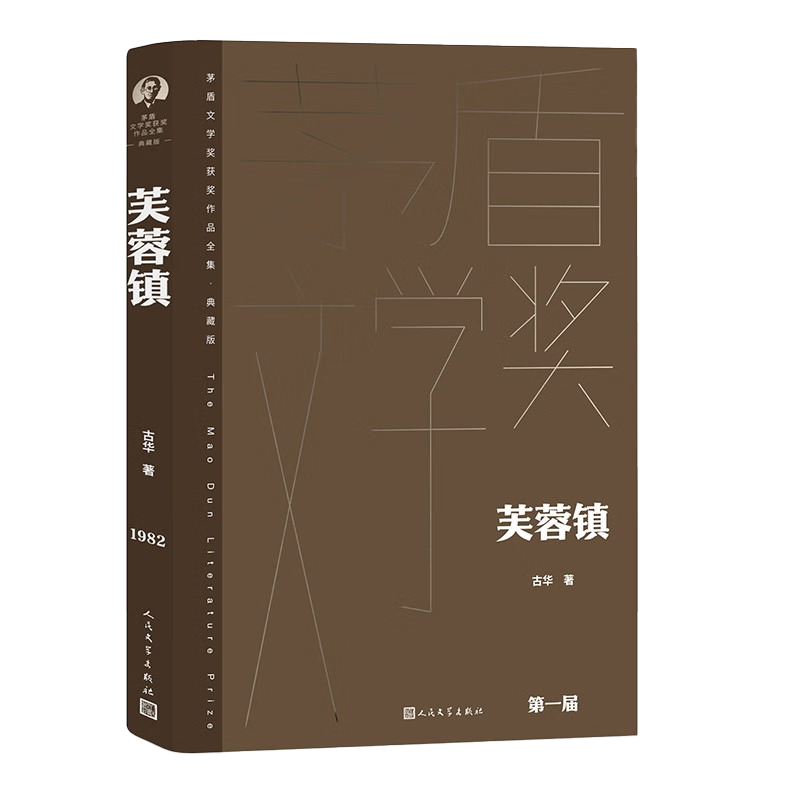 茅盾
文学奖获奖
作品全集
典藏版
芙蓉镇
古华 著
1982
人民文学出版社
茅盾文学奖获奖作品全集·典藏版 The Mao Dun Literature Prize
茅盾
文学奖
芙蓉镇
古华 著
人民文学出版社
第一届